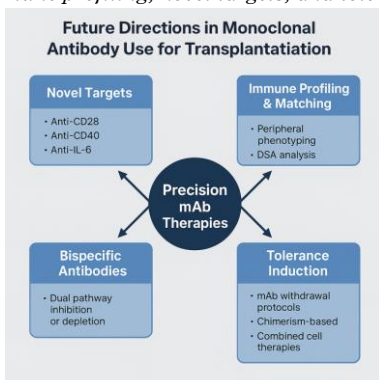 Future Directions in Monoclonal
Antibody Use for Transplantatiation
Novel Targets
• Anti-CD28
• Anti-CD40
• Anti-IL-6
Immune Profiling
& Matching
• Peripheral
phenotyping
• DSA analysis
Precision
mAb
Therapies
Bispecific
Antibodies
• Dual pathway
inhibition
or depletion
Tolerance
Induction
• mAb withdrawal
protocols
• Chimerism-based
• Combined cell
therapies